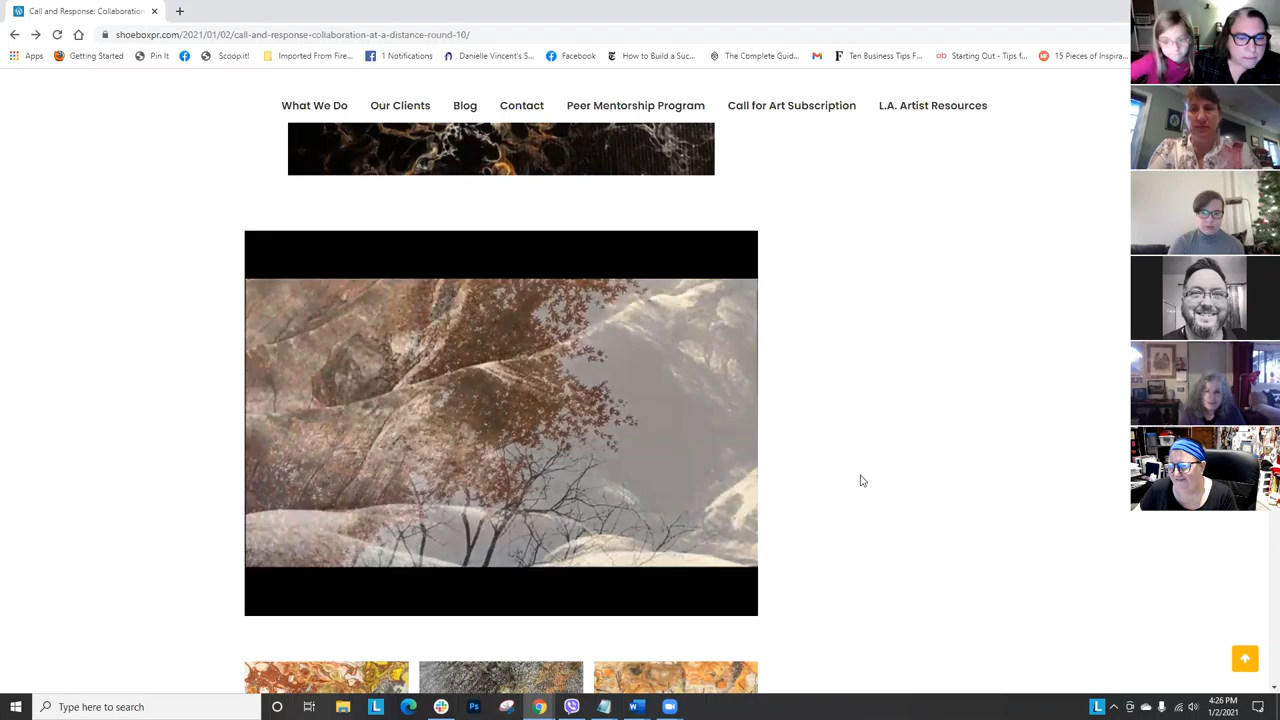 Call and Response: Collaboration
shoeboxpr.com/2021/01/02/call-and-response-collaboration-at-a-distance-round-10/
Apps Getting Started Pin It Scoop.it! Imported From Fire... 1 Notifications Danielle Vincent's S... Facebook How to Build a Suc... The Complete Guid... Ten Business Tips F... Starting Out - Tips f... 15 Pieces of Inspira...
What We Do Our Clients Blog Contact Peer Mentorship Program Call for Art Subscription L.A. Artist Resources
Type here to search
4:26 PM
1/2/2021